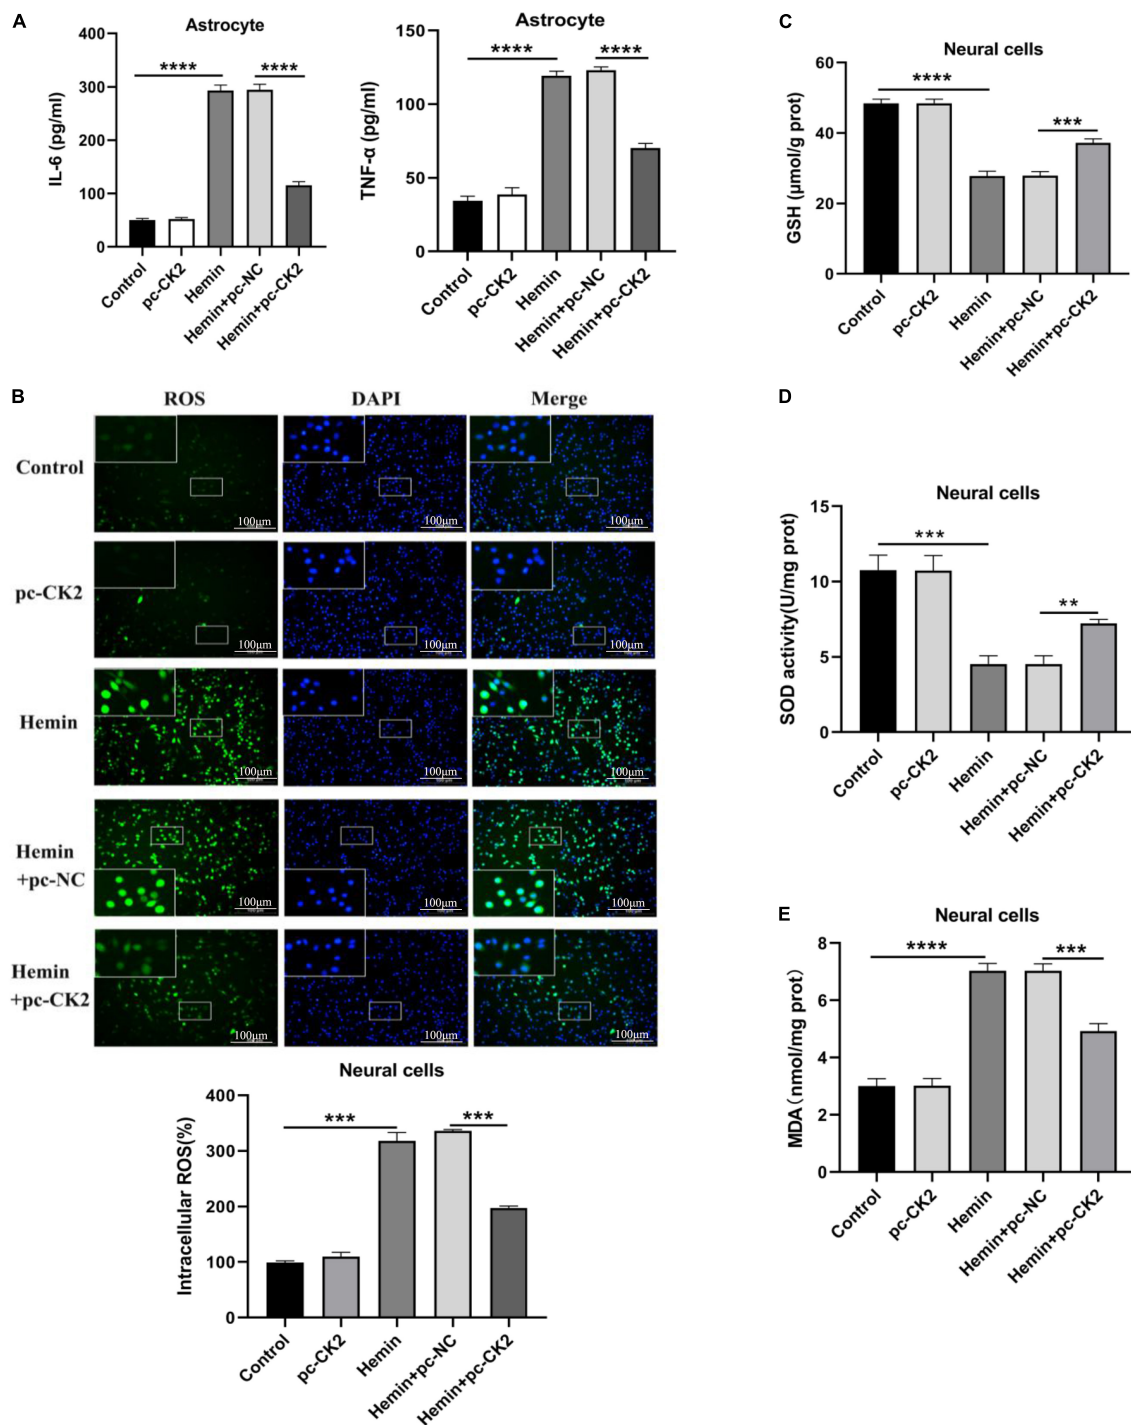 A
Astrocyte
IL-6 (pg/ml)
400
300
200
100
0
****
****
Control
pc-CK2
Hemin
Hemin+pc-NC
Hemin+pc-CK2
Astrocyte
TNF-α (pg/ml)
150
100
50
0
****
****
Control
pc-CK2
Hemin
Hemin+pc-NC
Hemin+pc-CK2
B
ROS
DAPI
Merge
Control
100μm
100μm
100μm
pc-CK2
100μm
100μm
100μm
Hemin
100μm
100μm
100μm
Hemin
+pc-NC
100μm
100μm
100μm
Hemin
+pc-CK2
100μm
100μm
100μm
Neural cells
Intracellular ROS(%)
400
300
200
100
0
***
***
Control
pc-CK2
Hemin
Hemin+pc-NC
Hemin+pc-CK2
C
Neural cells
GSH (μmol/g prot)
60
40
20
0
****
***
Control
pc-CK2
Hemin
Hemin+pc-NC
Hemin+pc-CK2
D
Neural cells
SOD activity(U/mg prot)
15
10
5
0
***
**
Control
pc-CK2
Hemin
Hemin+pc-NC
Hemin+pc-CK2
E
Neural cells
MDA（nmol/mg prot）
8
6
4
2
0
****
***
Control
pc-CK2
Hemin
Hemin+pc-NC
Hemin+pc-CK2